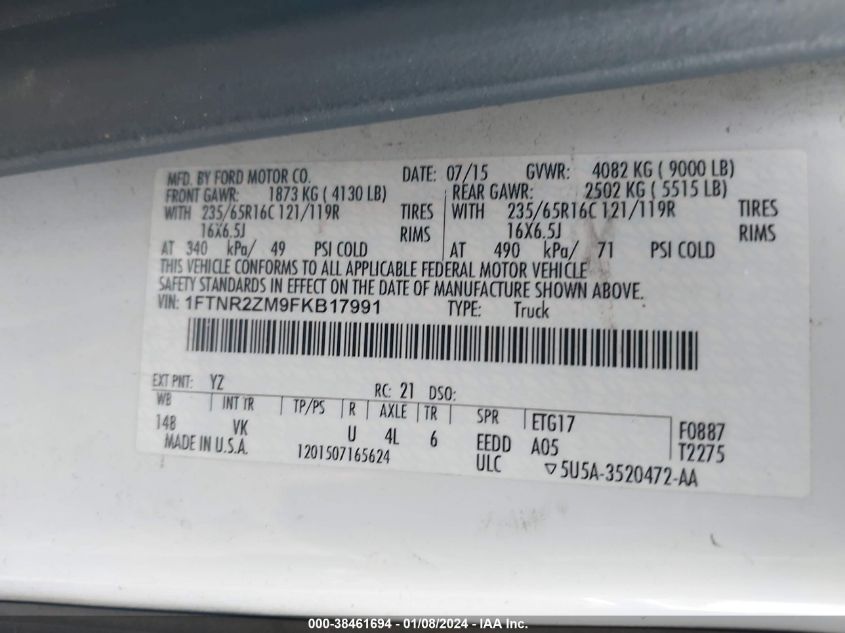 MFD. BY FORD MOTOR CO. DATE: 07/15 GVWR: 4082 KG ( 9000 LB)
FRONT GAWR: 1873 KG ( 4130 LB) REAR GAWR: 2502 KG ( 5515 LB)
WITH 235/65R16C 121/119R TIRES WITH 235/65R16C 121/119R TIRES
16X6.5J RIMS 16X6.5J RIMS
AT 340 kPa/ 49 PSI COLD AT 490 kPa/ 71 PSI COLD
THIS VEHICLE CONFORMS TO ALL APPLICABLE FEDERAL MOTOR VEHICLE
SAFETY STANDARDS IN EFFECT ON THE DATE OF MANUFACTURE SHOWN ABOVE.
VIN: 1FTNR2ZM9FKB17991 TYPE: Truck
EXT PNT: YZ RC: 21 DSO:
WB INT TR TP/PS R AXLE TR SPR ETG17 F0887
148 VK U 4L 6 EEDD A05 T2275
MADE IN U.S.A. 1201507165624 ULC ▽5U5A-3520472-AA
000-38461694 - 01/08/2024 - IAA Inc.